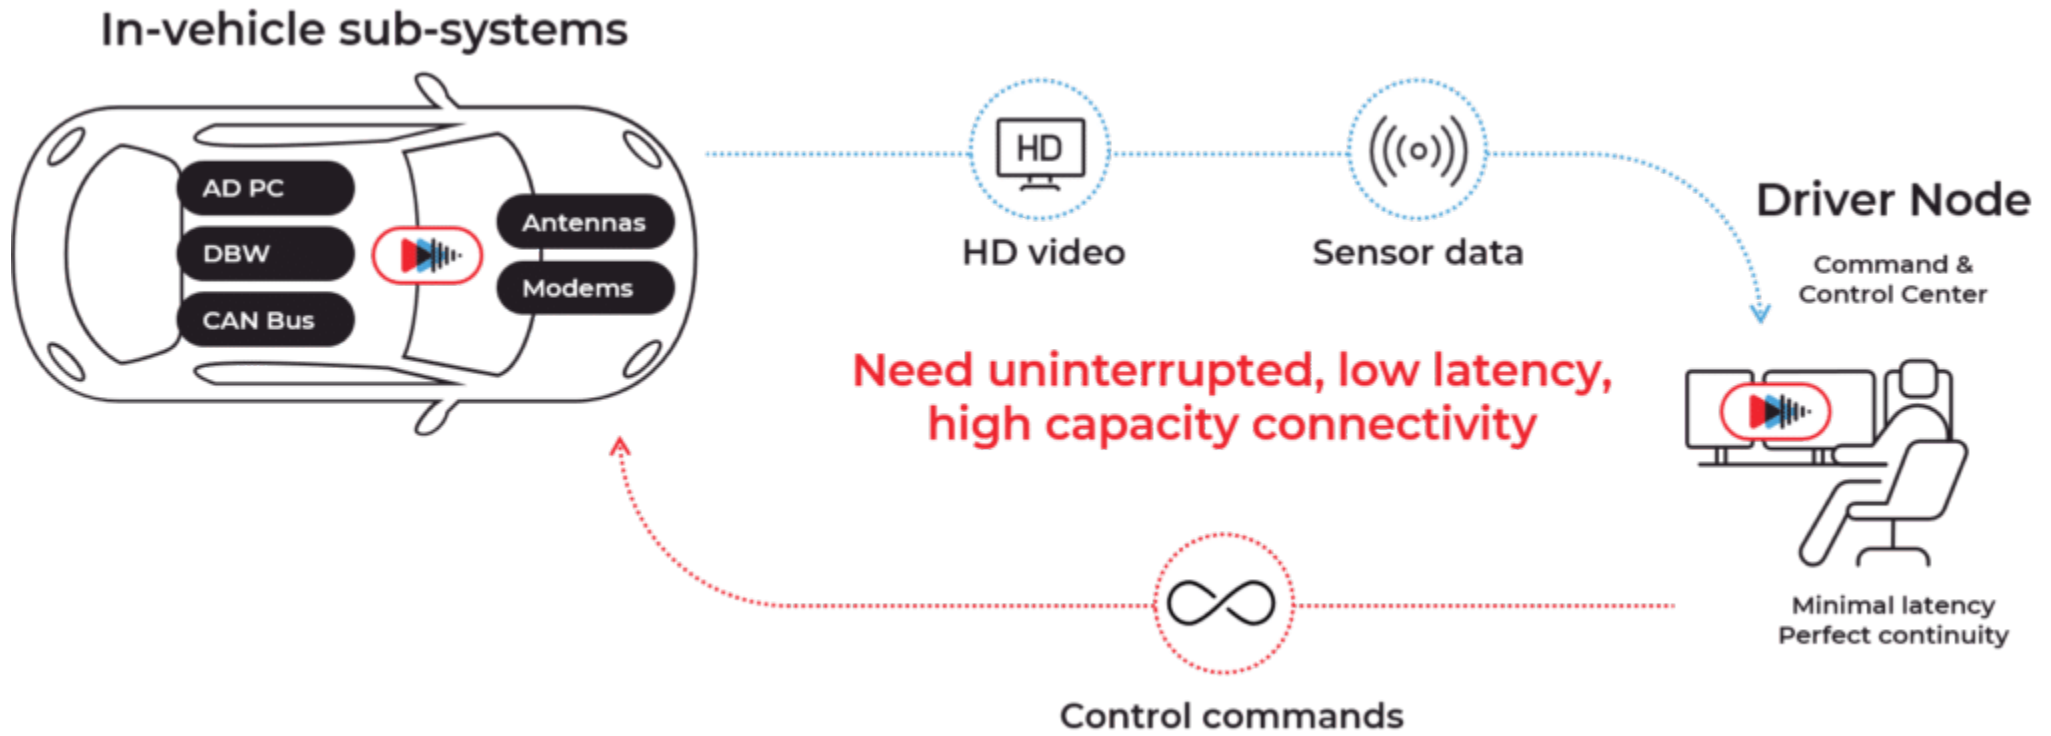 In-vehicle sub-systems
AD PC
DBW
CAN Bus
Antennas
Modems
HD
HD video
Sensor data
Driver Node
Command &
Control Center
Need uninterrupted, low latency,
high capacity connectivity
Minimal latency
Perfect continuity
Control commands